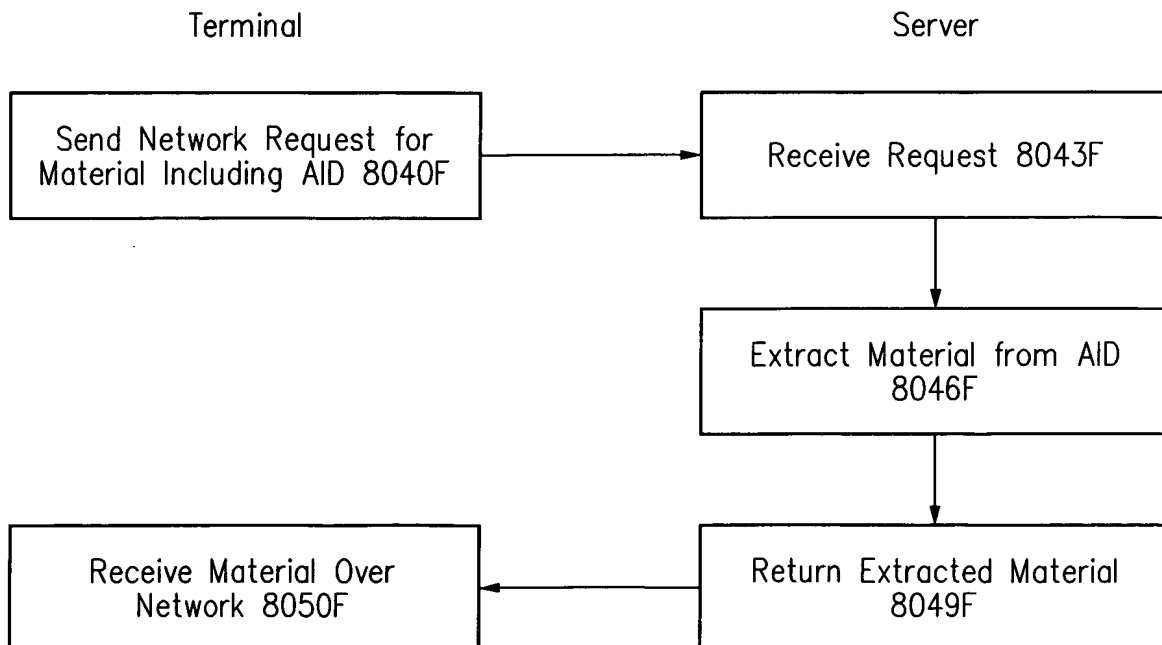 Terminal
Server
Send Network Request for
Material Including AID 8040F
Receive Request 8043F
Extract Material from AID
8046F
Return Extracted Material
8049F
Receive Material Over
Network 8050F